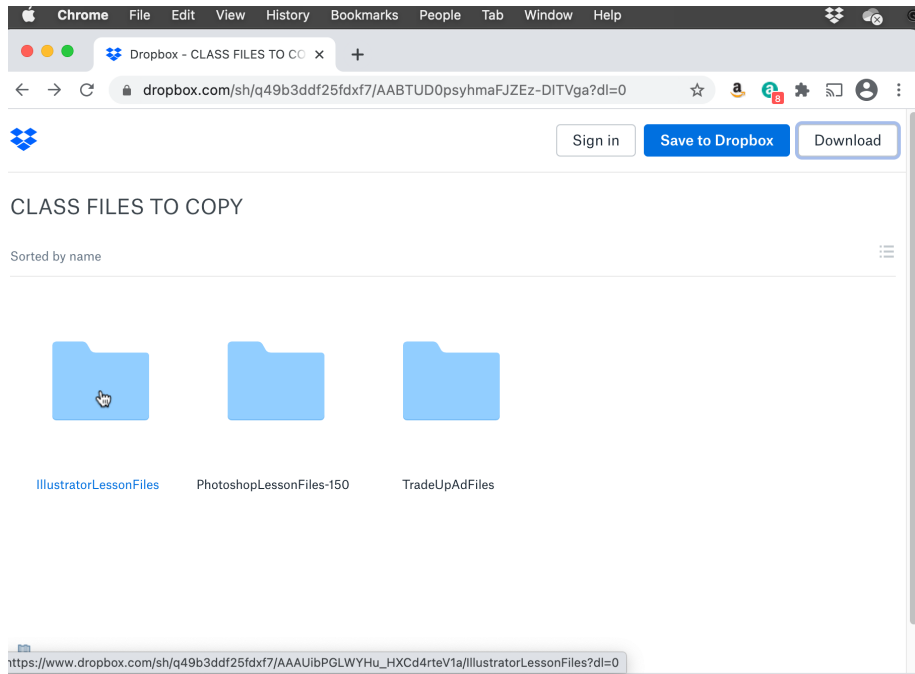 Chrome File Edit View History Bookmarks People Tab Window Help
Dropbox - CLASS FILES TO CO
dropbox.com/sh/q49b3ddf25fdxf7/AABTUD0psyhmaFJZEz-DlTVga?dl=0
8
Sign in Save to Dropbox Download
CLASS FILES TO COPY
Sorted by name
IllustratorLessonFiles PhotoshopLessonFiles-150 TradeUpAdFiles
https://www.dropbox.com/sh/q49b3ddf25fdxf7/AAAUibPGLWYHu_HXCd4rteV1a/IllustratorLessonFiles?dl=0